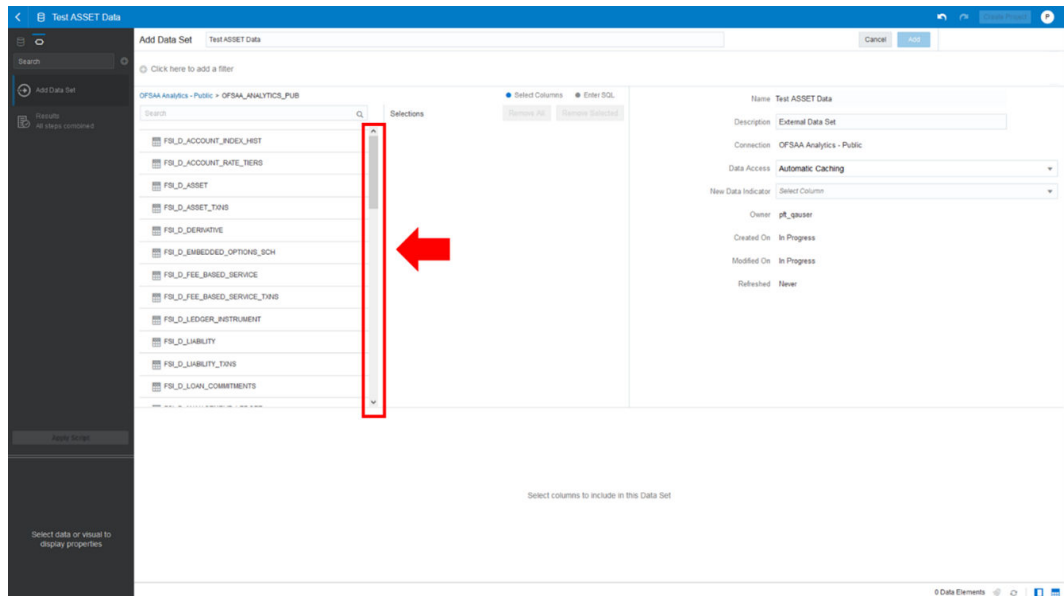 Test ASSET Data
Create Project
P
Search
Add Data Set
Results
All steps combined
Apply Script
Select data or visual to
display properties
Add Data Set Test ASSET Data
Cancel Add
Click here to add a filter
OFSAA Analytics - Public > OFSAA_ANALYTICS_PUB
Select Columns Enter SQL
Search
Selections
Remove All Remove Selected
FSI_D_ACCOUNT_INDEX_HIST
FSI_D_ACCOUNT_RATE_TIERS
FSI_D_ASSET
FSI_D_ASSET_TXNS
FSI_D_DERIVATIVE
FSI_D_EMBEDDED_OPTIONS_SCH
FSI_D_FEE_BASED_SERVICE
FSI_D_FEE_BASED_SERVICE_TXNS
FSI_D_LEDGER_INSTRUMENT
FSI_D_LIABILITY
FSI_D_LIABILITY_TXNS
FSI_D_LOAN_COMMITMENTS
Name Test ASSET Data
Description External Data Set
Connection OFSAA Analytics - Public
Data Access Automatic Caching
New Data Indicator Select Column
Owner pft_qauser
Created On In Progress
Modified On In Progress
Refreshed Never
Select columns to include in this Data Set
0 Data Elements